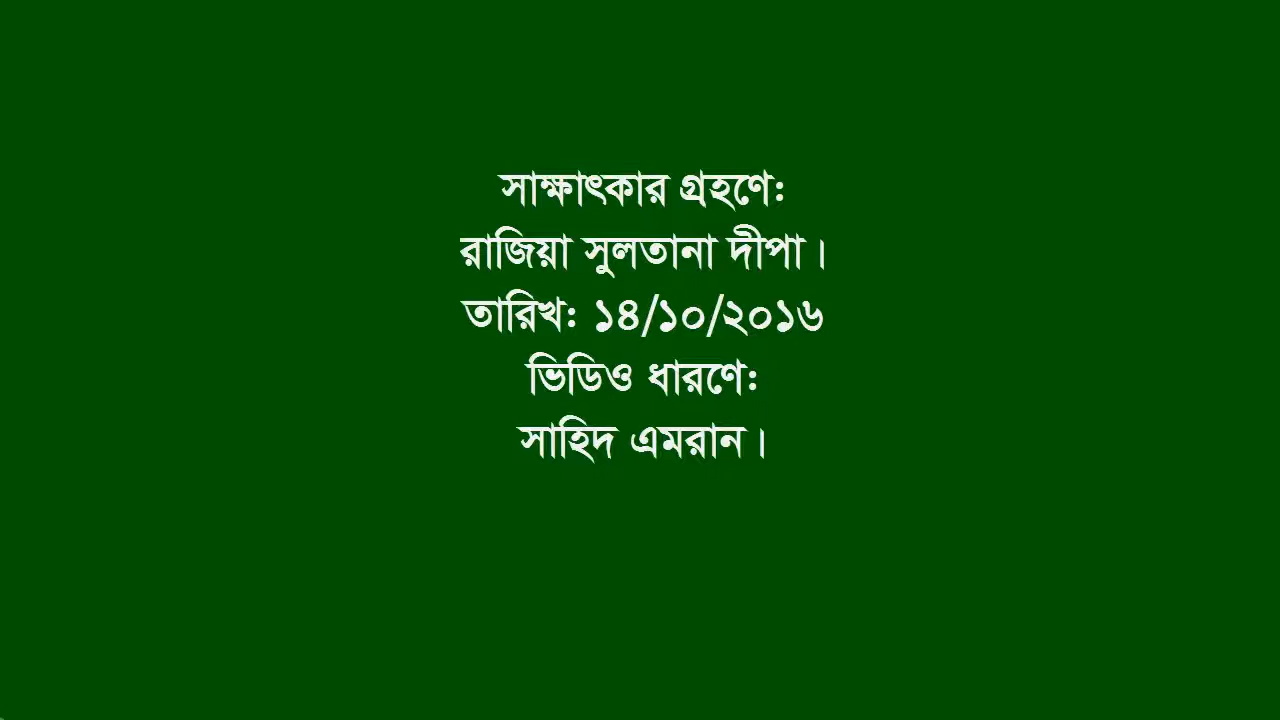 সাক্ষাৎকার গ্রহণে:
রাজিয়া সুলতানা দীপা।
তারিখ: ১৪/১০/২০১৬
ভিডিও ধারণে:
সাহিদ এমরান।